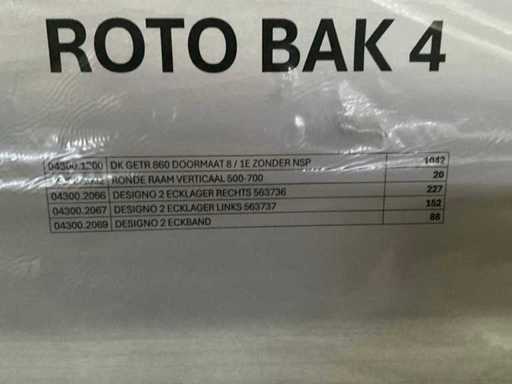 ROTO BAK 4
04300.1200 DK GETR 860 DOORMAAT 8 / 1E ZONDER NSP 1042
RONDE RAAM VERTICAAL 500-700 20
04300.2066 DESIGNO 2 ECKLAGER RECHTS 563736 227
04300.2067 DESIGNO 2 ECKLAGER LINKS 563737 152
04300.2069 DESIGNO 2 ECKBAND 88